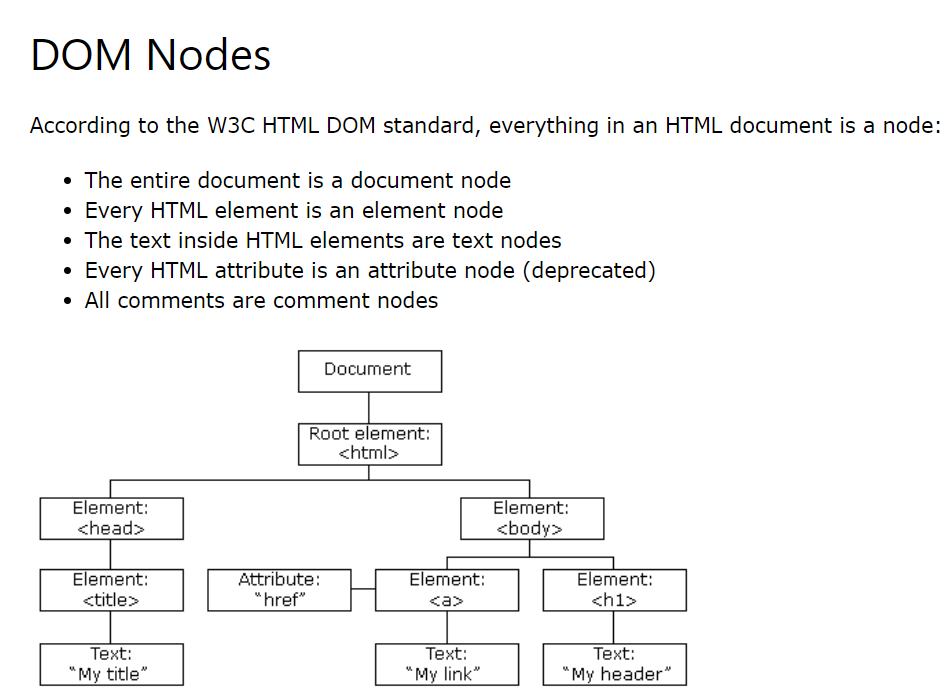 DOM Nodes
According to the W3C HTML DOM standard, everything in an HTML document is a node:
• The entire document is a document node
• Every HTML element is an element node
• The text inside HTML elements are text nodes
• Every HTML attribute is an attribute node (deprecated)
• All comments are comment nodes
Document
Root element:
<html>
Element:
<head>
Element:
<body>
Element:
<title>
Attribute:
“href”
Element:
<a>
Element:
<h1>
Text:
“My title”
Text:
“My link”
Text:
“My header”